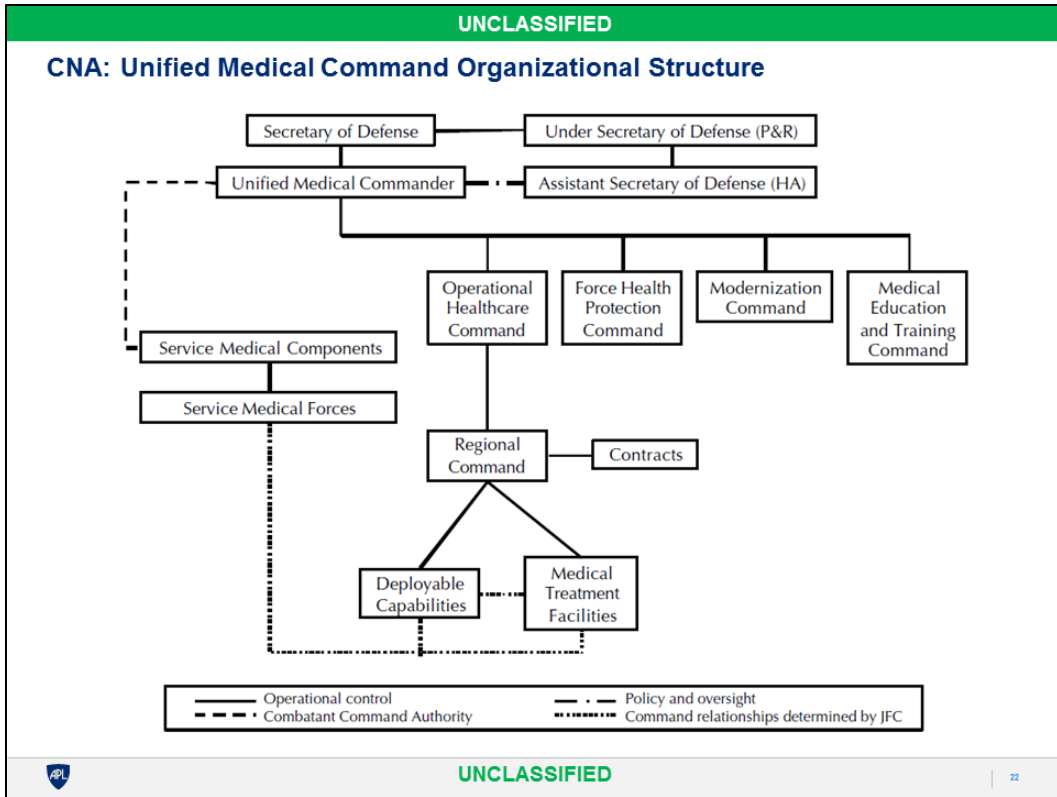 UNCLASSIFIED
CNA: Unified Medical Command Organizational Structure
Secretary of Defense
Under Secretary of Defense (P&R)
Unified Medical Commander
Assistant Secretary of Defense (HA)
Operational
Healthcare
Command
Force Health
Protection
Command
Modernization
Command
Medical
Education
and Training
Command
Service Medical Components
Service Medical Forces
Regional
Command
Contracts
Deployable
Capabilities
Medical
Treatment
Facilities
Operational control
Policy and oversight
Combatant Command Authority
Command relationships determined by JFC
APL
UNCLASSIFIED
22